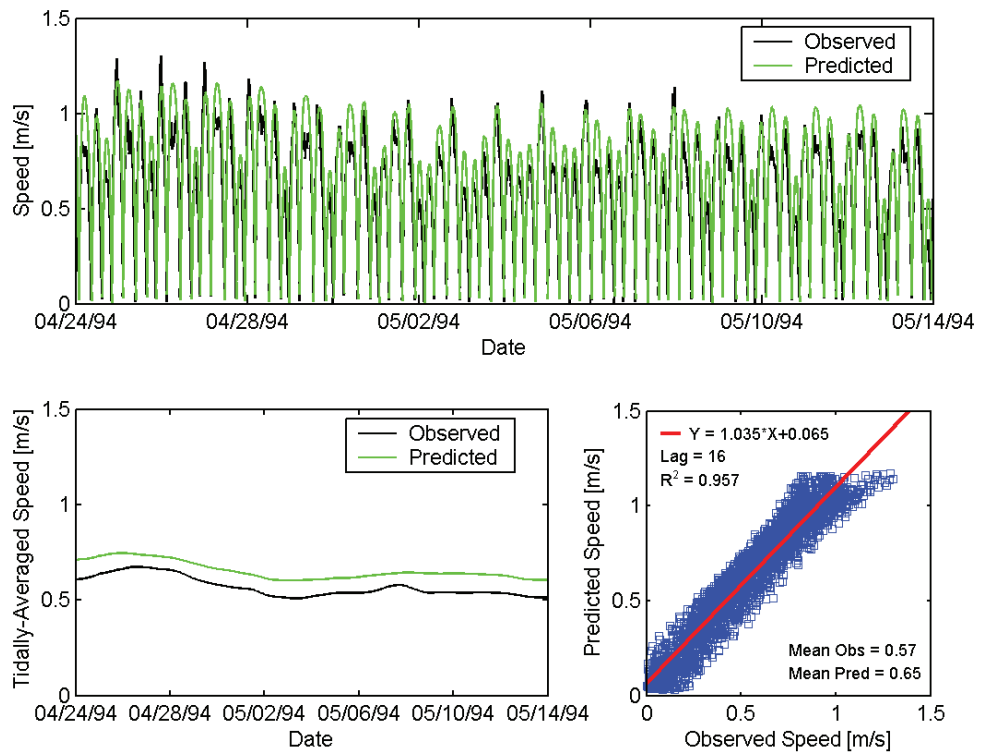 1.5
1
0.5
0
Speed [m/s]
Observed
Predicted
04/24/94 04/28/94 05/02/94 05/06/94 05/10/94 05/14/94
Date
1.5
1
0.5
0
Tidally-Averaged Speed [m/s]
Observed
Predicted
04/24/94 04/28/94 05/02/94 05/06/94 05/10/94 05/14/94
Date
1.5
1
0.5
0
Predicted Speed [m/s]
Y = 1.035*X+0.065
Lag = 16
R² = 0.957
Mean Obs = 0.57
Mean Pred = 0.65
0 0.5 1 1.5
Observed Speed [m/s]